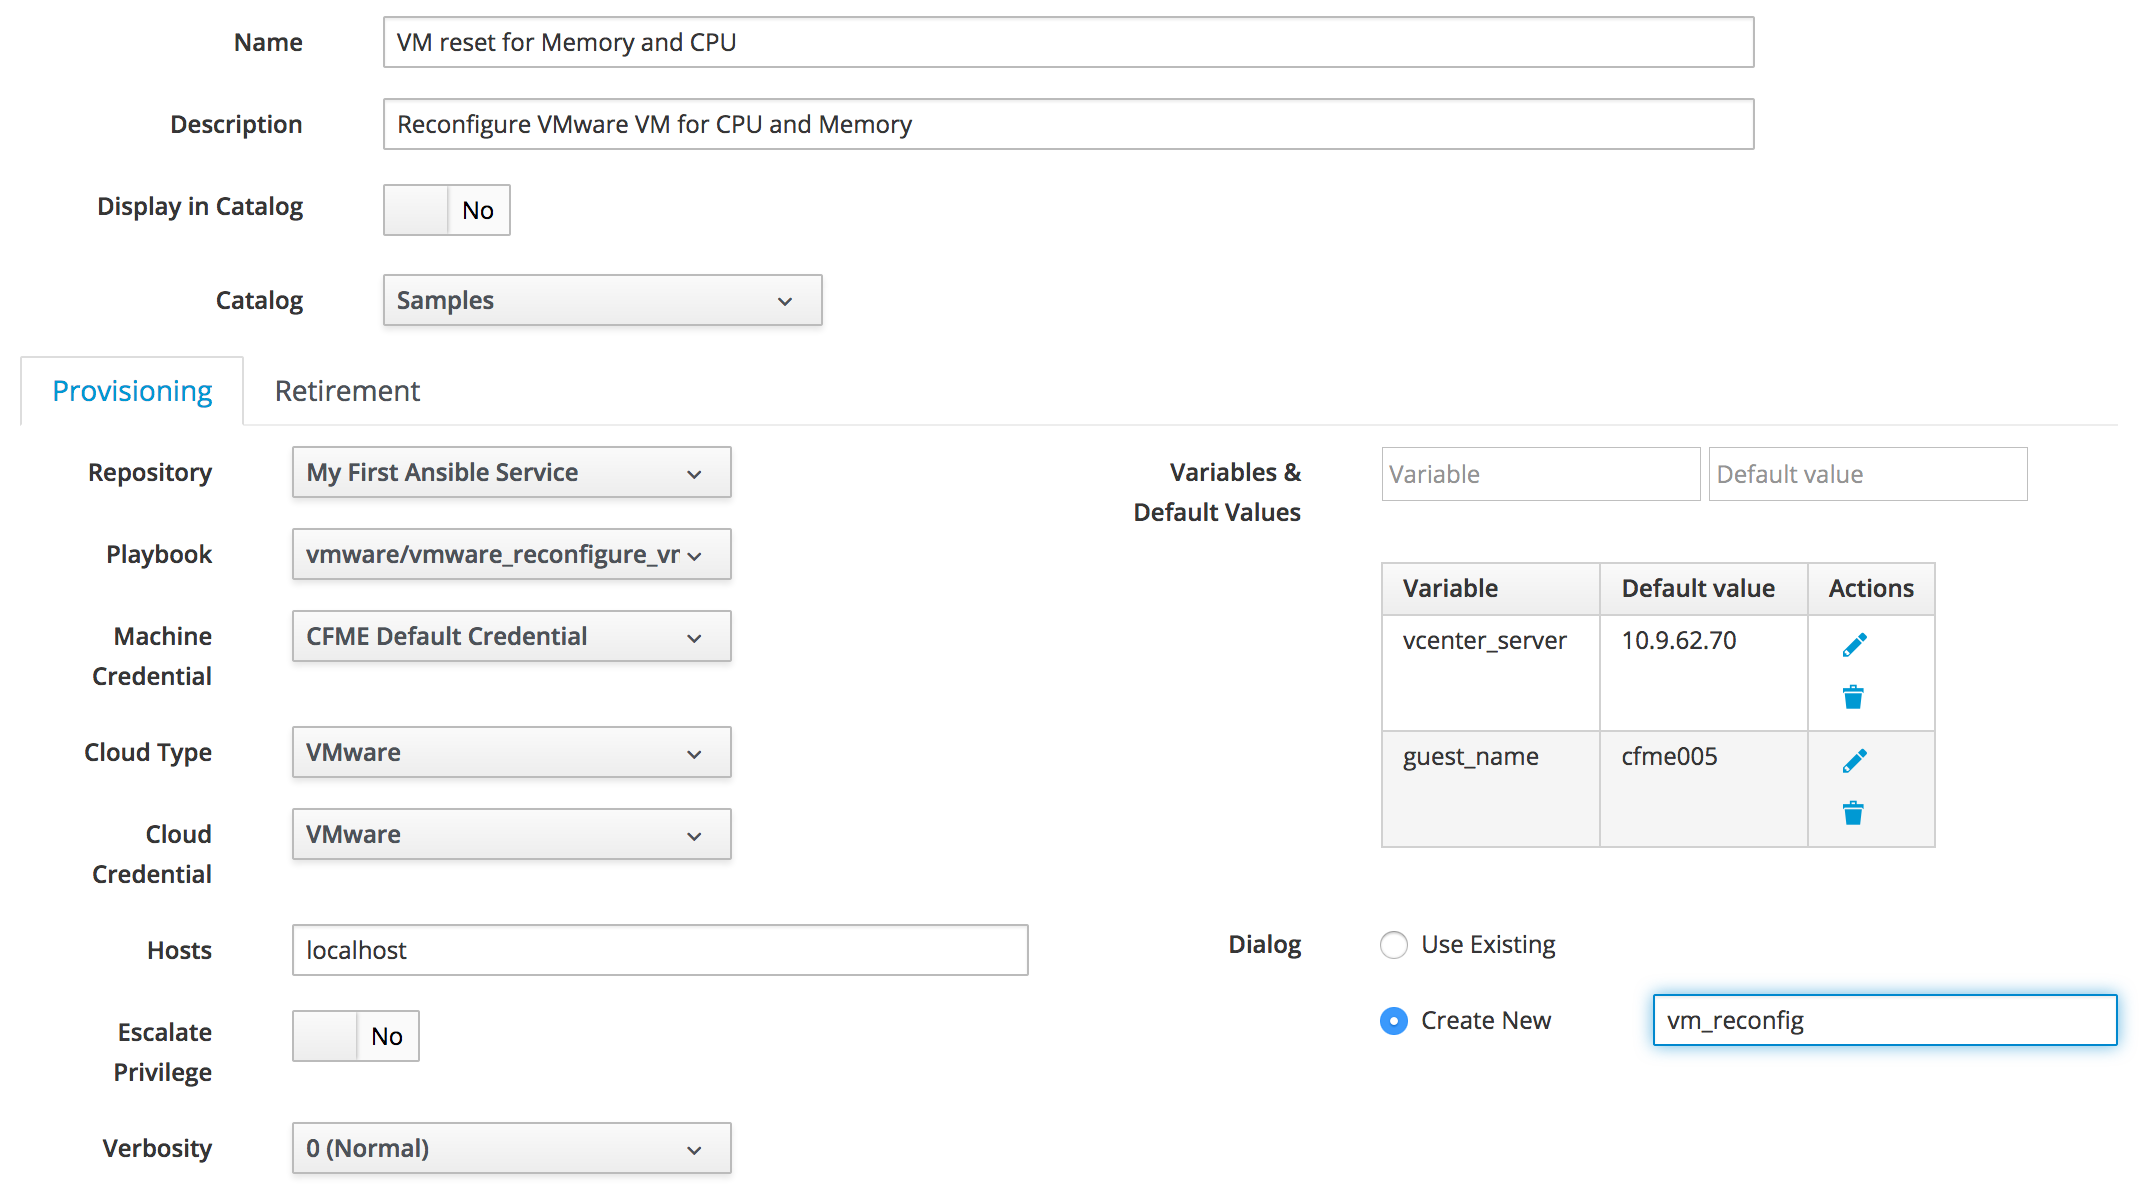 Name
VM reset for Memory and CPU
Description
Reconfigure VMware VM for CPU and Memory
Display in Catalog
No
Catalog
Samples
Provisioning
Retirement
Repository
My First Ansible Service
Playbook
vmware/vmware_reconfigure_vr
Machine
Credential
CFME Default Credential
Cloud Type
VMware
Cloud
Credential
VMware
Hosts
localhost
Escalate
Privilege
No
Verbosity
0 (Normal)
Variables &
Default Values
Variable
Default value
Variable
Default value
Actions
vcenter_server
10.9.62.70
guest_name
cfme005
Dialog
Use Existing
Create New
vm_reconfig